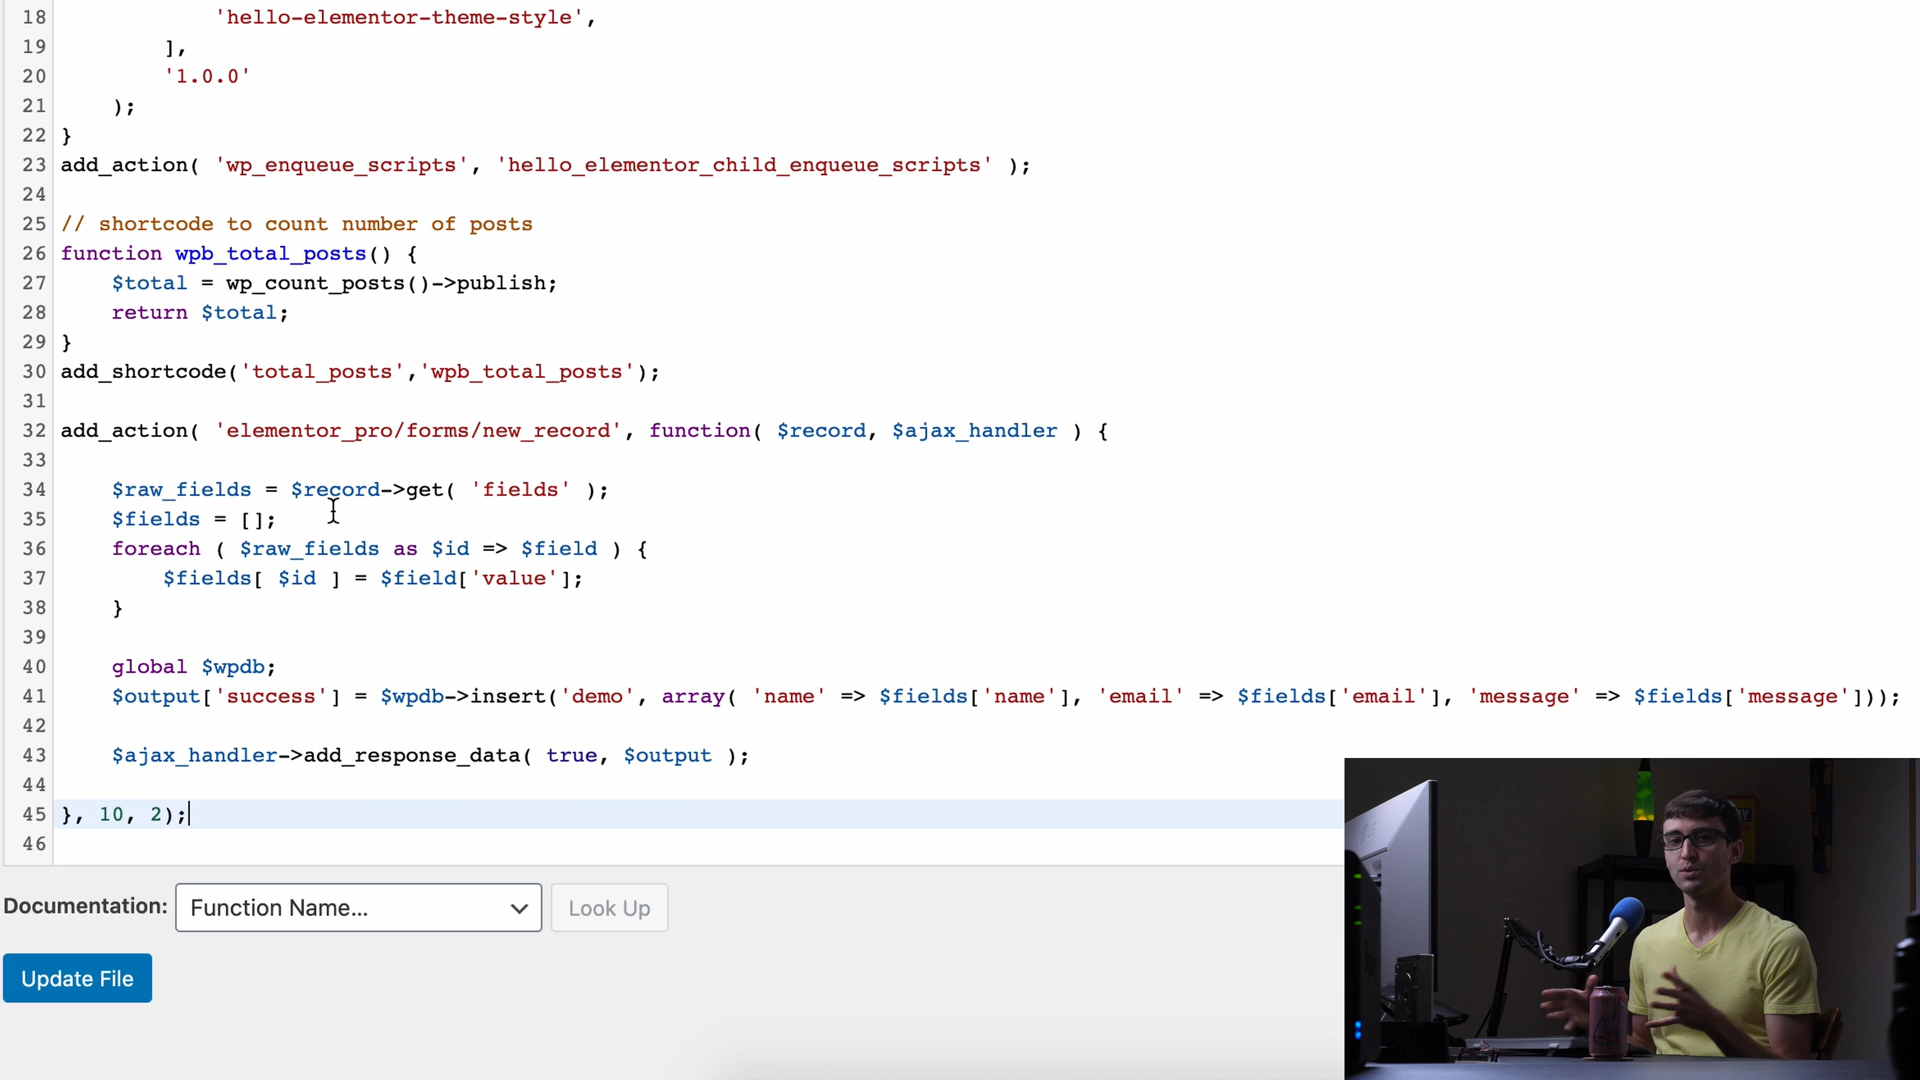 18 'hello-elementor-theme-style',
19 ],
20 '1.0.0'
21 );
22 }
23 add_action( 'wp_enqueue_scripts', 'hello_elementor_child_enqueue_scripts' );
24
25 // shortcode to count number of posts
26 function wpb_total_posts() {
27 $total = wp_count_posts()->publish;
28 return $total;
29 }
30 add_shortcode('total_posts','wpb_total_posts');
31
32 add_action( 'elementor_pro/forms/new_record', function( $record, $ajax_handler ) {
33
34 $raw_fields = $record->get( 'fields' );
35 $fields = [];
36 foreach ( $raw_fields as $id => $field ) {
37 $fields[ $id ] = $field['value'];
38 }
39
40 global $wpdb;
41 $output['success'] = $wpdb->insert('demo', array( 'name' => $fields['name'], 'email' => $fields['email'], 'message' => $fields['message']));
42
43 $ajax_handler->add_response_data( true, $output );
44
45 }, 10, 2);
46
Documentation: Function Name... Look Up
Update File